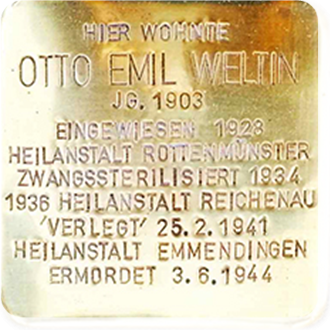 HIER WOHNTE
OTTO EMIL WELTIN
JG. 1903
EINGEWIESEN 1928
HEILANSTALT ROTTENMÜNSTER
ZWANGSSTERILISIERT 1934
1936 HEILANSTALT REICHENAU
'VERLEGT' 25.2.1941
HEILANSTALT EMMENDINGEN
ERMORDET 3.6.1944